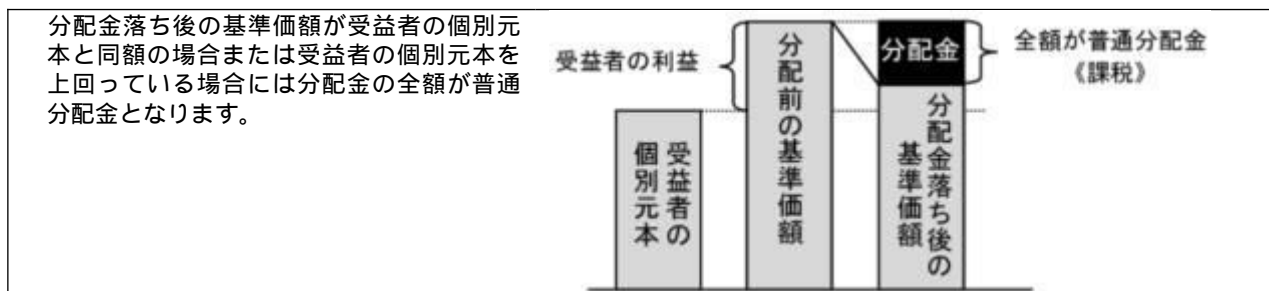 分配金落ち後の基準価額が受益者の個別元
本と同額の場合または受益者の個別元本を
上回っている場合には分配金の全額が普通
分配金となります。
受益者の利益
受益者の
個別元本
分配前の基準価額
分配金
分配金落ち後の
基準価額
全額が普通分配金
《課税》